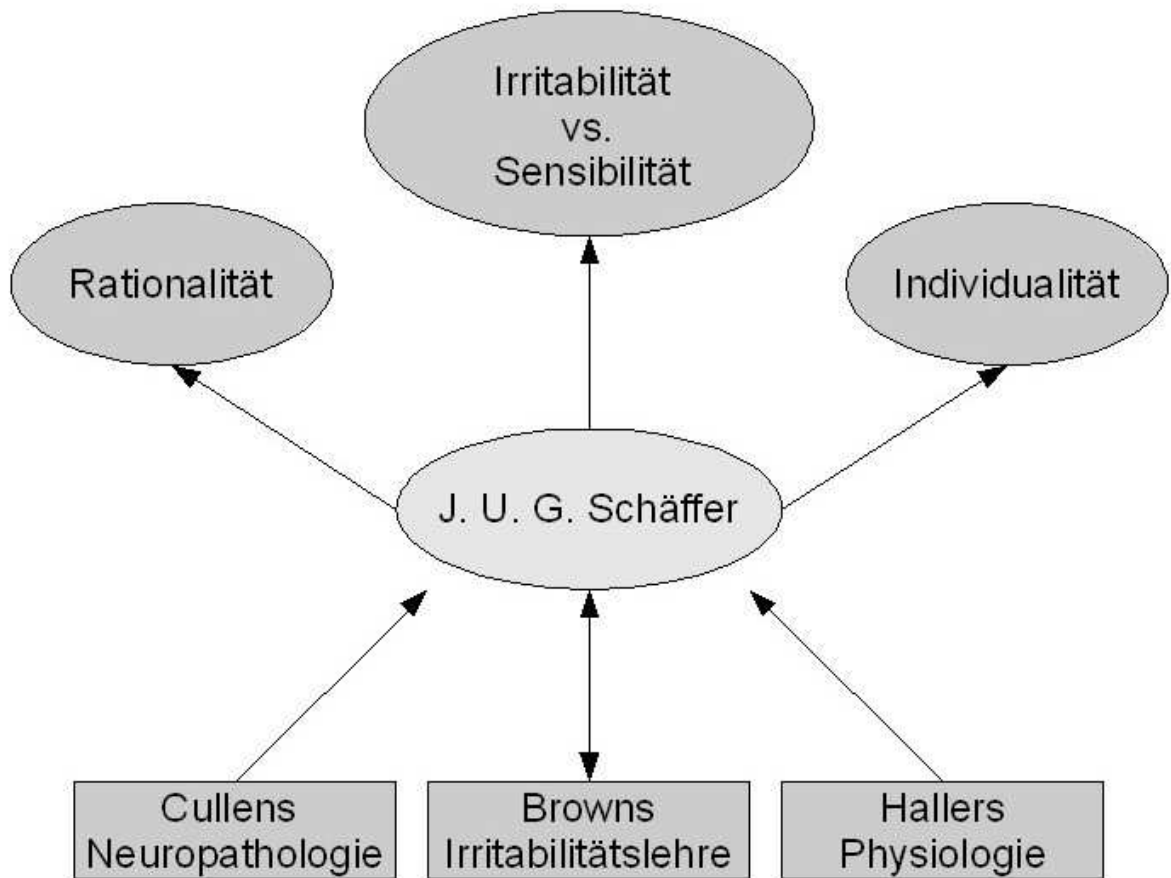 Irritabilität
vs.
Sensibilität
Rationalität
Individualität
J. U. G. Schäffer
Cullens
Neuropathologie
Browns
Irritabilitätslehre
Hallers
Physiologie